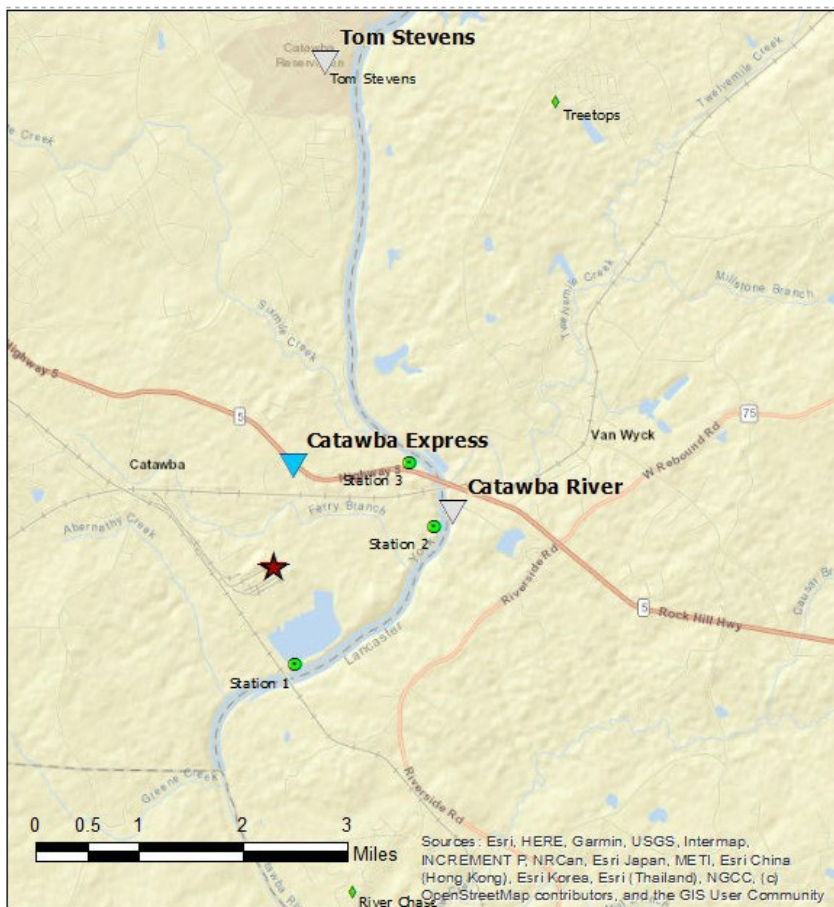 Tom Stevens
Catawba
Reservation
Tom Stevens
Twelvemile Creek
Treetops
Creek
Millstone Branch
Twelvemile Creek
Sixmile Creek
Highway 5
5
75
Catawba Express
Van Wyck
W Rebound Rd
Catawba
Highway 5
Station 3
Catawba River
Ferry Branch
Abernathy Creek
Station 2
York
Riverside Rd
5
Rock Hill Hwy
Causar Br
Lancaster
Station 1
Greene Creek
Riverside Rd
0 0.5 1 2 3
Miles
Sources: Esri, HERE, Garmin, USGS, Intermap,
INCREMENT P, NRCan, Esri Japan, METI, Esri China
(Hong Kong), Esri Korea, Esri (Thailand), NGCC, (c)
OpenStreetMap contributors, and the GIS User Community
Catawba
River Chase